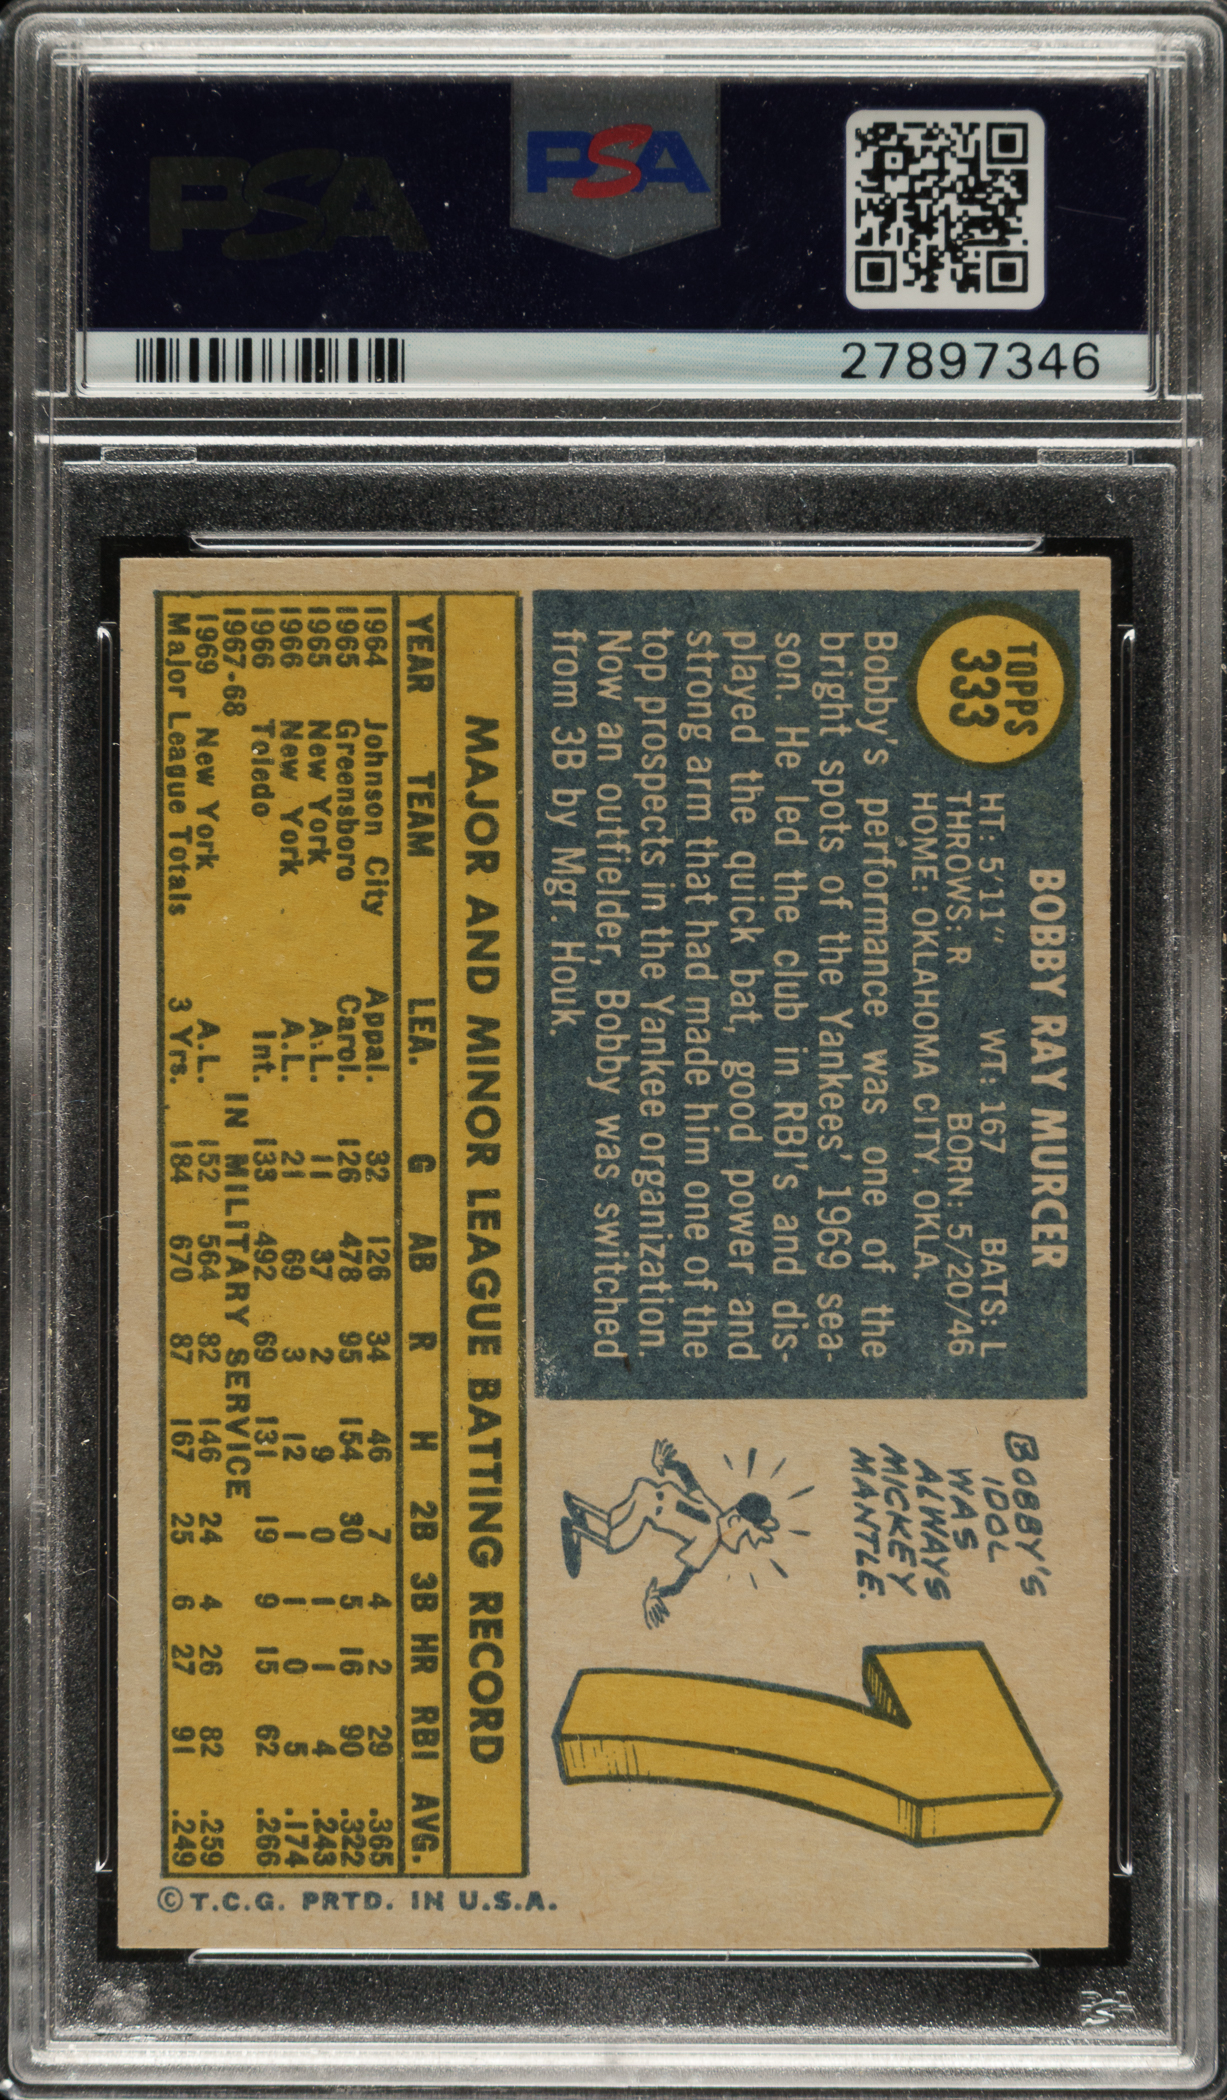 PSA
PSA
27897346
TOPPS
333
BOBBY RAY MURCER
HT: 5'11" WT: 167 BATS: L
THROWS: R BORN: 5/20/46
HOME: OKLAHOMA CITY, OKLA.
Bobby's performance was one of the
bright spots of the Yankees' 1969 sea-
son. He led the club in RBI's and dis-
played the quick bat, good power and
strong arm that had made him one of the
top prospects in the Yankee organization.
Now an outfielder, Bobby was switched
from 3B by Mgr. Houk.
BOBBY'S
IDOL
WAS
ALWAYS
MICKEY
MANTLE.
7
MAJOR AND MINOR LEAGUE BATTING RECORD
YEAR TEAM LEA. G AB R H 2B 3B HR RBI AVG.
1964 Johnson City Appal. 32 126 34 46 7 4 2 29 .365
1965 Greensboro Carol. 126 478 95 154 30 5 16 90 .322
1965 New York A.L. 11 37 2 9 0 1 1 4 .243
1966 New York A.L. 21 69 3 12 1 1 0 5 .174
1966 Toledo Int. 133 492 69 131 19 9 15 62 .266
1967-68 IN MILITARY SERVICE
1969 New York A.L. 152 564 82 146 24 4 26 82 .259
Major League Totals 3 Yrs. 184 670 87 167 25 6 27 91 .249
©T.C.G. PRTD. IN U.S.A.